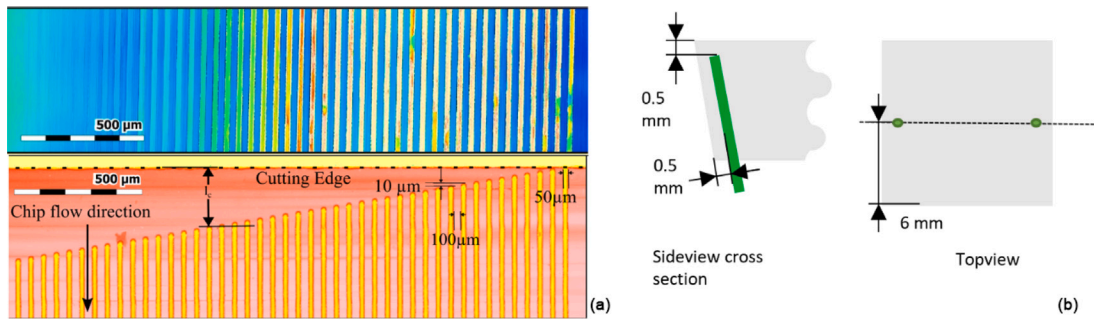 500 µm
500 µm
Cutting Edge
Chip flow direction
lc
10 µm
50µm
100µm
(a)
0.5
mm
0.5
mm
Sideview cross
section
6 mm
Topview
(b)